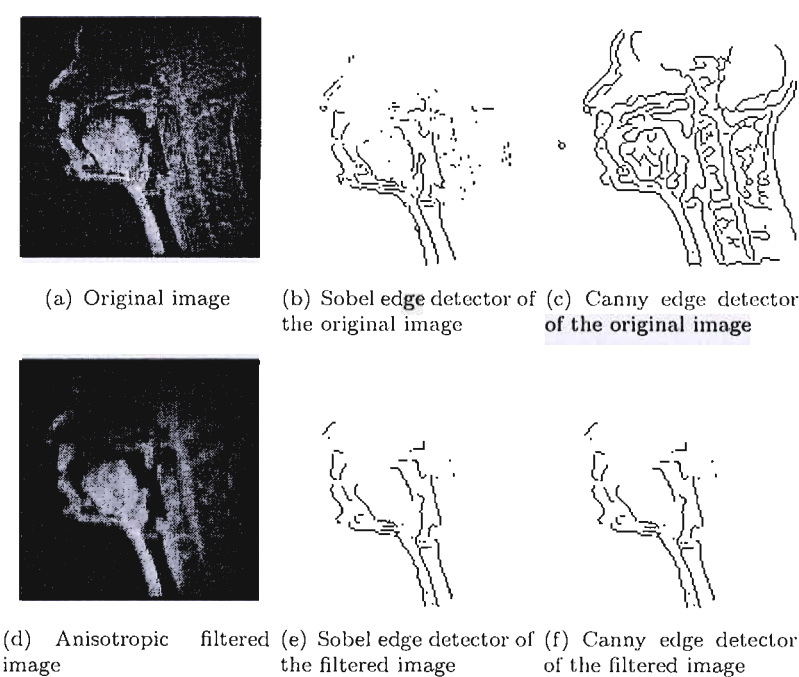 (a) Original image
(b) Sobel edge detector of
the original image
(c) Canny edge detector
of the original image
(d) Anisotropic filtered
image
(e) Sobel edge detector of
the filtered image
(f) Canny edge detector
of the filtered image